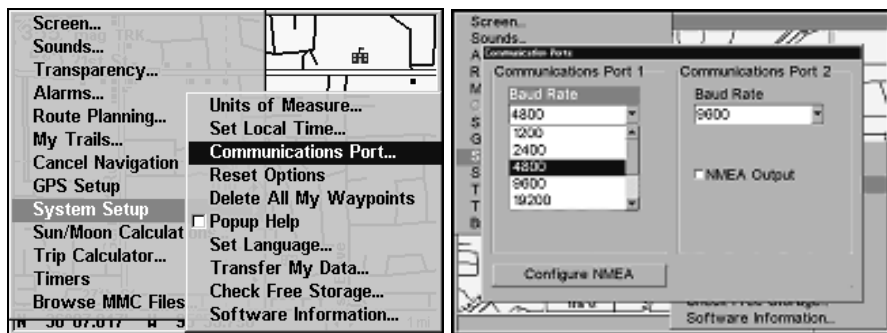 Screen...
Sounds...
Transparency...
Alarms...
Route Planning...
My Trails...
Cancel Navigation
GPS Setup
System Setup
Sun/Moon Calculat
Trip Calculator...
Timers
Browse MMC Files
Units of Measure...
Set Local Time...
Communications Port...
Reset Options
Delete All My Waypoints
Popup Help
Set Language...
Transfer My Data...
Check Free Storage...
Software Information...
1 mi
Screen...
Sounds...
Communication Ports
Communications Port 1
Baud Rate
4800
1200
2400
4800
9600
19200
Configure NMEA
Communications Port 2
Baud Rate
9600
NMEA Output
Check Free Storage...
Software Information...